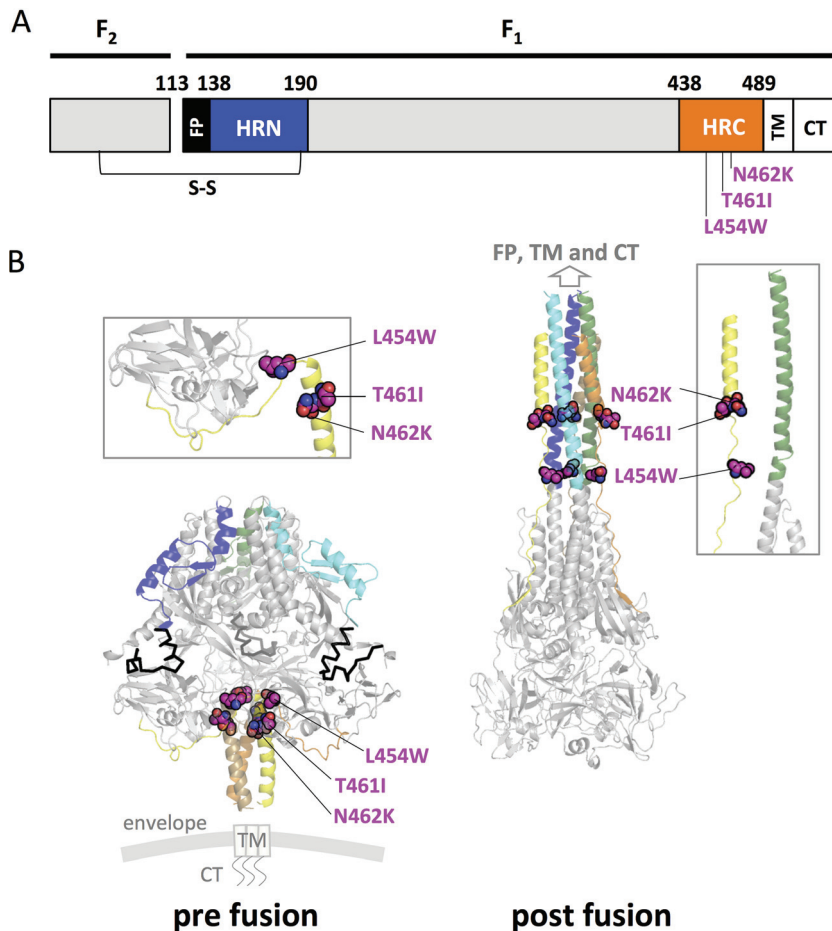 A
F2
F1
113 138 190 438 489
FP HRN HRC TM CT
S-S
N462K
T461I
L454W
B
FP, TM and CT
L454W
T461I
N462K
N462K
T461I
L454W
L454W
T461I
N462K
envelope
TM
CT
pre fusion post fusion